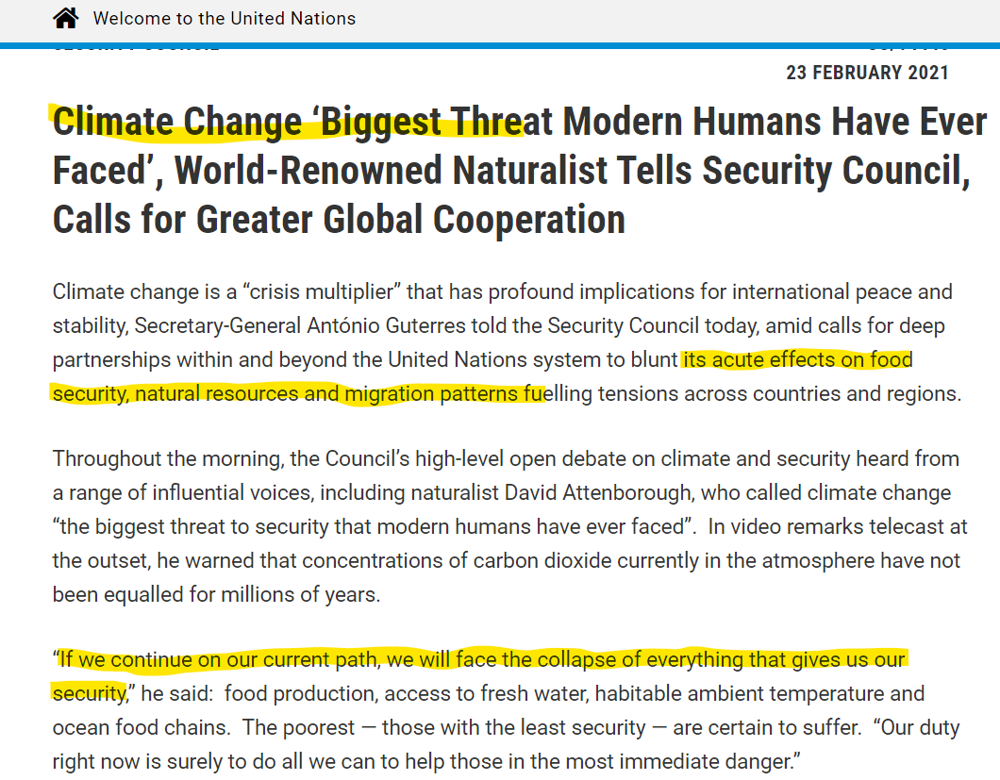 Welcome to the United Nations
23 FEBRUARY 2021
Climate Change ‘Biggest Threat Modern Humans Have Ever
Faced’, World-Renowned Naturalist Tells Security Council,
Calls for Greater Global Cooperation
Climate change is a “crisis multiplier” that has profound implications for international peace and
stability, Secretary-General António Guterres told the Security Council today, amid calls for deep
partnerships within and beyond the United Nations system to blunt its acute effects on food
security, natural resources and migration patterns fuelling tensions across countries and regions.
Throughout the morning, the Council’s high-level open debate on climate and security heard from
a range of influential voices, including naturalist David Attenborough, who called climate change
“the biggest threat to security that modern humans have ever faced”.  In video remarks telecast at
the outset, he warned that concentrations of carbon dioxide currently in the atmosphere have not
been equalled for millions of years.
“If we continue on our current path, we will face the collapse of everything that gives us our
security,” he said:  food production, access to fresh water, habitable ambient temperature and
ocean food chains.  The poorest — those with the least security — are certain to suffer.  “Our duty
right now is surely to do all we can to help those in the most immediate danger.”